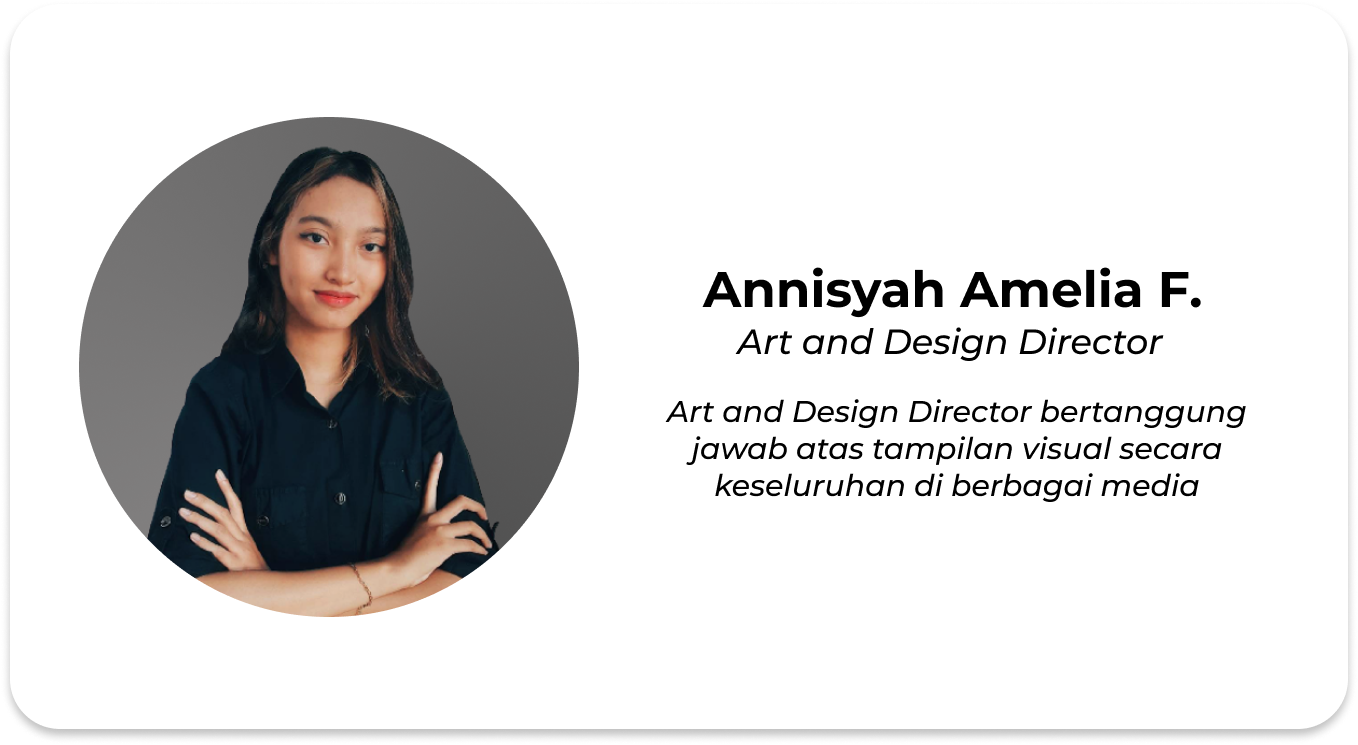 Annisyah Amelia F.
Art and Design Director
Art and Design Director bertanggung
jawab atas tampilan visual secara
keseluruhan di berbagai media